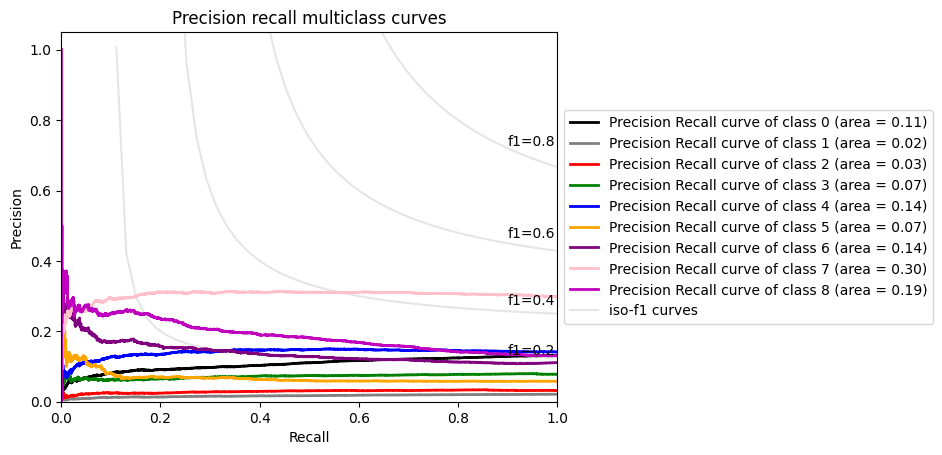 Precision recall multiclass curves
Precision
1.0
0.8
0.6
0.4
0.2
0.0
f1=0.8
f1=0.6
f1=0.4
f1=0.2
0.0 0.2 0.4 0.6 0.8 1.0
Recall
Precision Recall curve of class 0 (area = 0.11)
Precision Recall curve of class 1 (area = 0.02)
Precision Recall curve of class 2 (area = 0.03)
Precision Recall curve of class 3 (area = 0.07)
Precision Recall curve of class 4 (area = 0.14)
Precision Recall curve of class 5 (area = 0.07)
Precision Recall curve of class 6 (area = 0.14)
Precision Recall curve of class 7 (area = 0.30)
Precision Recall curve of class 8 (area = 0.19)
iso-f1 curves